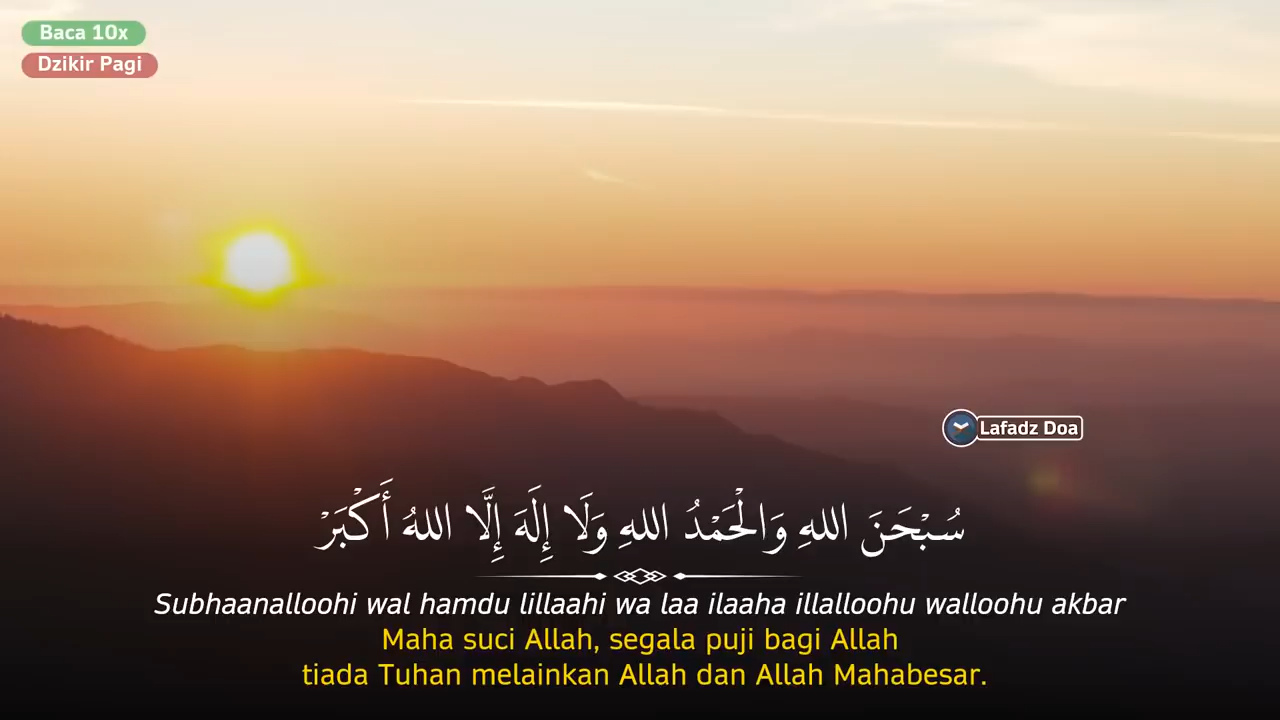 Baca 10x
Dzikir Pagi
Lafadz Doa
سُبْحَنَ اللهِ وَالْحَمْدُ اللهِ وَلَا إِلَهَ إِلَّا اللهُ أَكْبَرْ
Subhaanalloohi wal hamdu lillaahi wa laa ilaaha illalloohu walloohu akbar
Maha suci Allah, segala puji bagi Allah
tiada Tuhan melainkan Allah dan Allah Mahabesar.